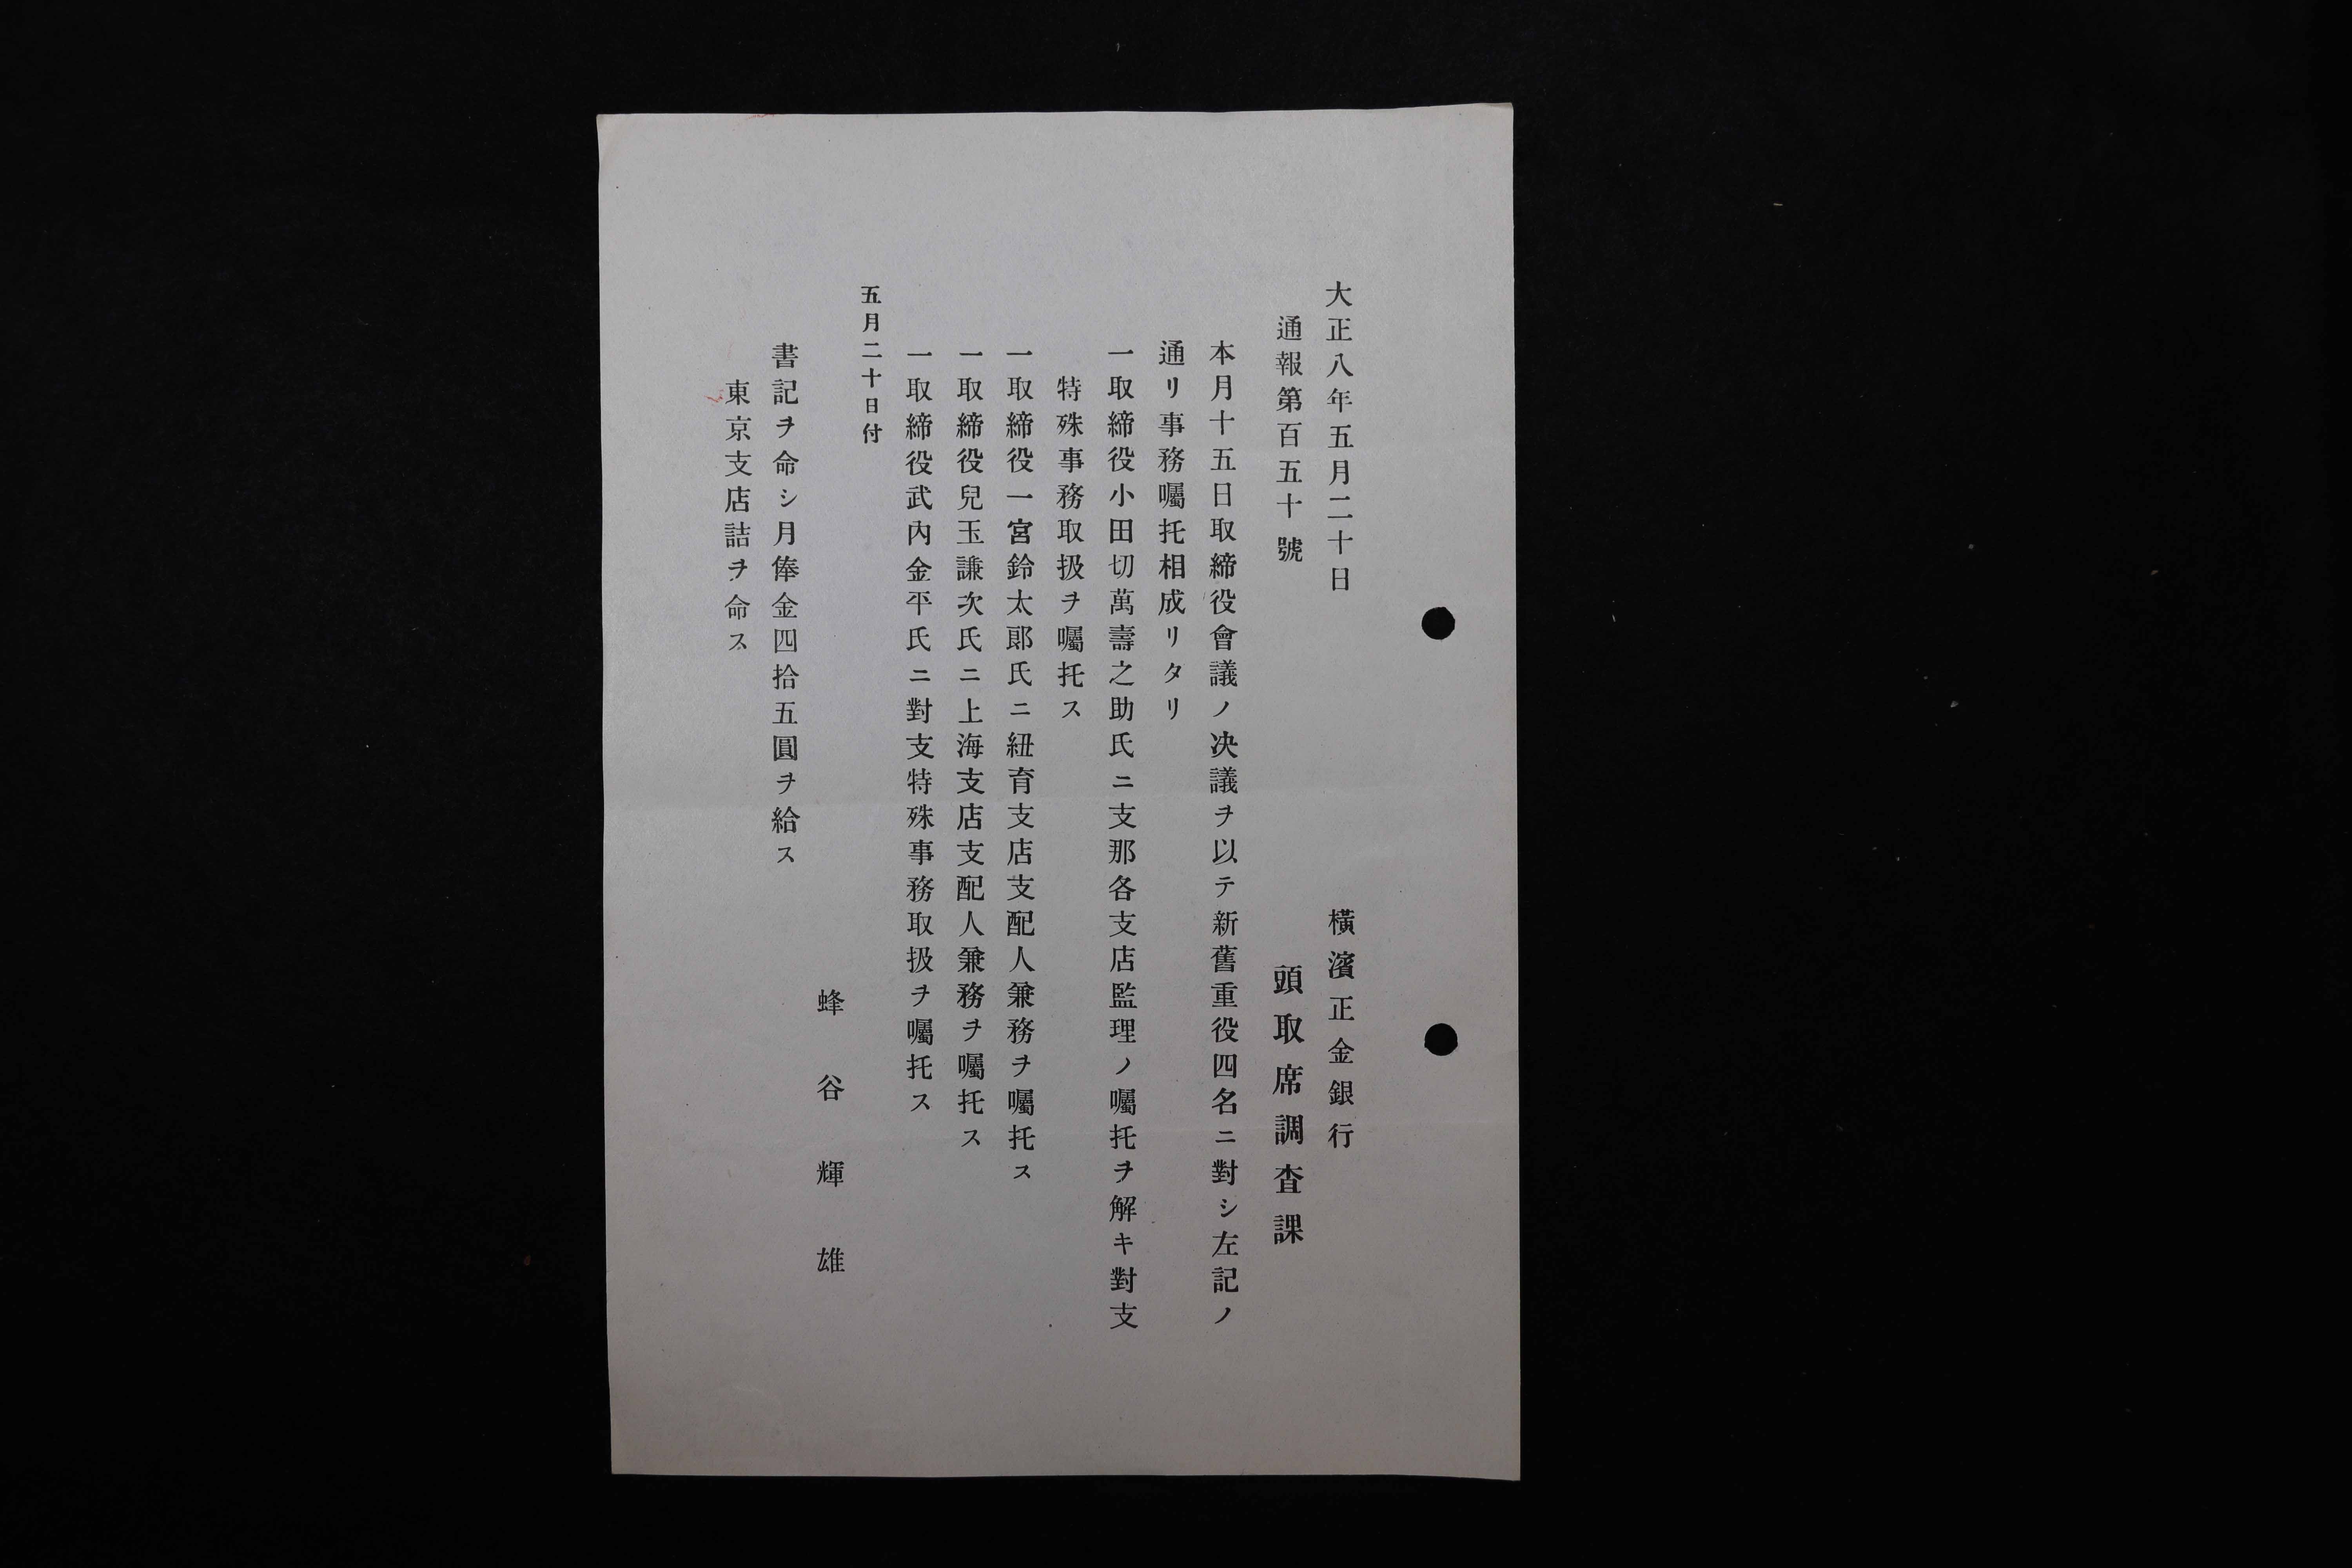 大正八年五月二十日
橫濱正金銀行
通報第百五十號
頭取席調査課
本月十五日取締役會議ノ决議ヲ以テ新舊重役四名ニ對シ左記ノ
通リ事務囑托相成リタリ
一取締役小田切萬壽之助氏ニ支那各支店監理ノ囑托ヲ解キ對支
特殊事務取扱ヲ囑托ス
一取締役一宮鈴太郎氏ニ紐育支店支配人兼務ヲ囑托ス
一取締役兒玉謙次氏ニ上海支店支配人兼務ヲ囑托ス
一取締役武內金平氏ニ對支特殊事務取扱ヲ囑托ス
五月二十日付
蜂谷輝雄
書記ヲ命シ月俸金四拾五圓ヲ給ス
東京支店詰ヲ命ス